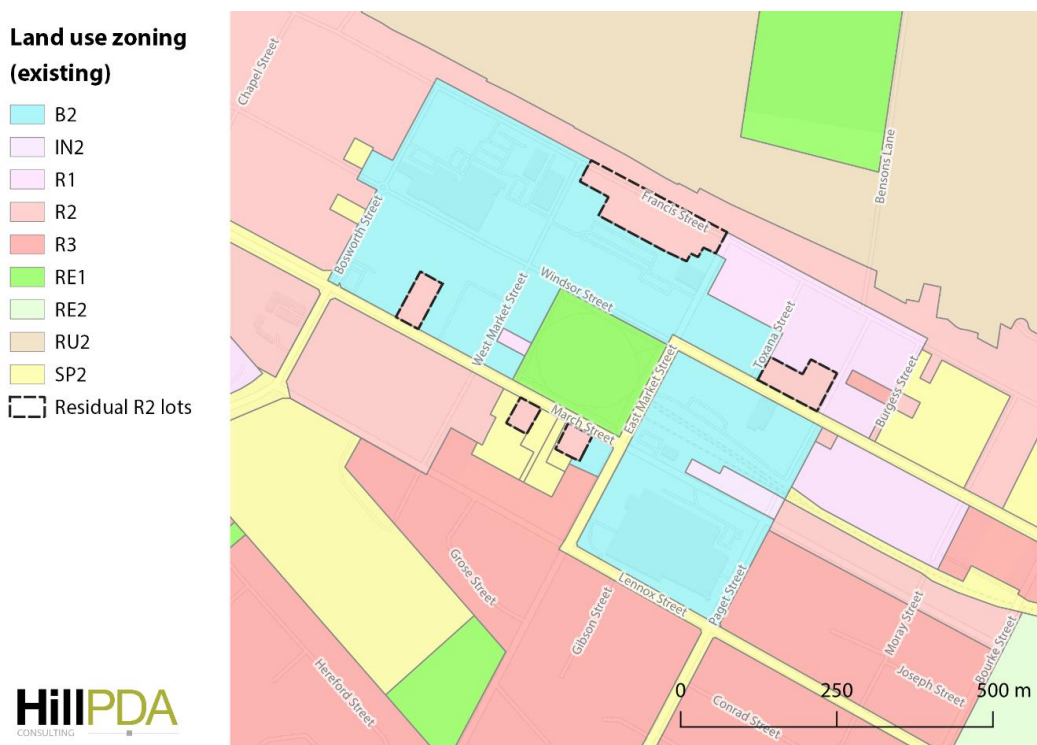 Land use zoning
(existing)
B2
IN2
R1
R2
R3
RE1
RE2
RU2
SP2
Residual R2 lots
HillPDA
CONSULTING
Chapel Street
Bensons Lane
Francis Street
Bosworth Street
Windsor Street
West Market Street
Toxana Street
East Market Street
Burgess Street
March Street
Grose Street
Lennox Street
Paget Street
Gibson Street
Moray Street
Bourke Street
Joseph Street
Hereford Street
Conrad Street
0 250 500 m